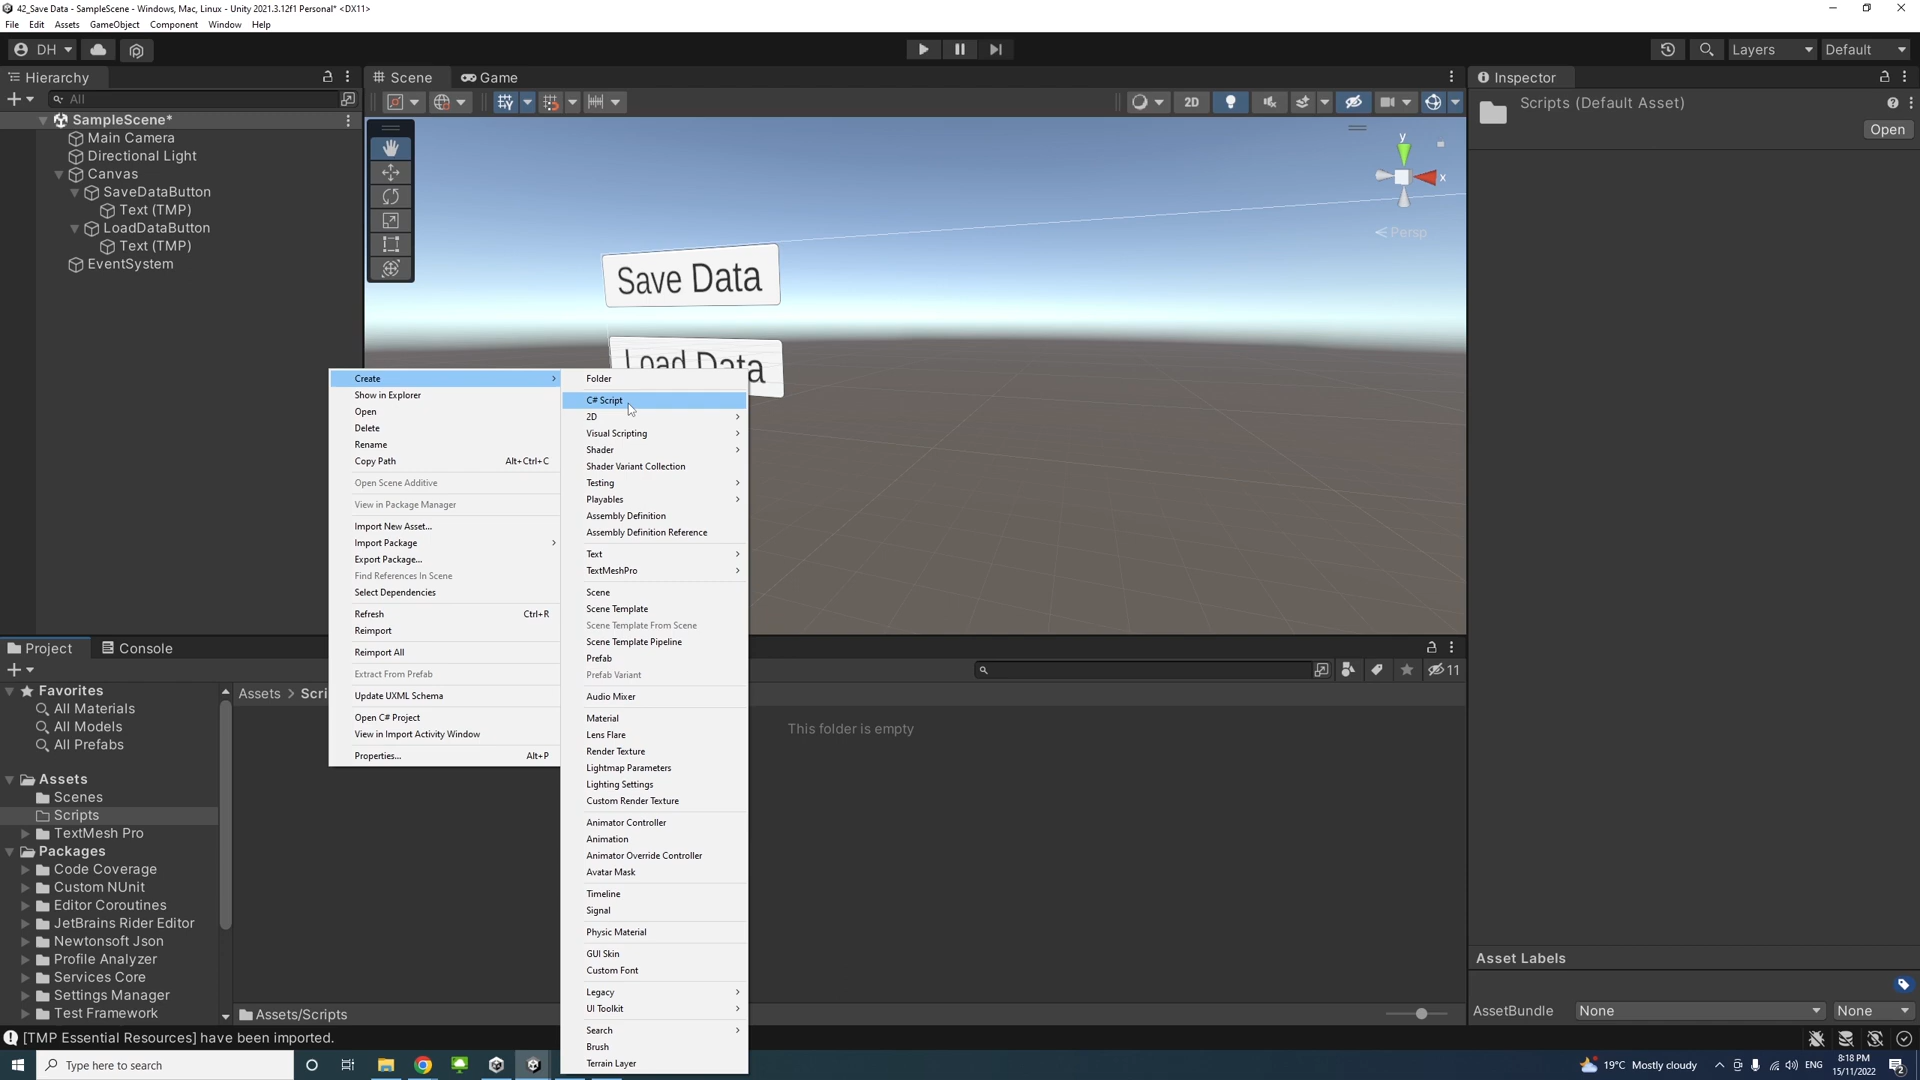 42_Save Data - SampleScene - Windows, Mac, Linux - Unity 2021.3.12f1 Personal* <DX11>
File Edit Assets GameObject Component Window Help
DH Layers Default
Hierarchy
All
SampleScene*
Main Camera
Directional Light
Canvas
SaveDataButton
Text (TMP)
LoadDataButton
Text (TMP)
EventSystem
Scene Game
2D
y
x
Persp
Save Data
Load Data
Inspector
Scripts (Default Asset)
Open
Create
Show in Explorer
Open
Delete
Rename
Copy Path Alt+Ctrl+C
Open Scene Additive
View in Package Manager
Import New Asset...
Import Package
Export Package...
Find References In Scene
Select Dependencies
Refresh Ctrl+R
Reimport
Reimport All
Extract From Prefab
Update UXML Schema
Open C# Project
View in Import Activity Window
Properties... Alt+P
Folder
C# Script
2D
Visual Scripting
Shader
Shader Variant Collection
Testing
Playables
Assembly Definition
Assembly Definition Reference
Text
TextMeshPro
Scene
Scene Template
Scene Template From Scene
Scene Template Pipeline
Prefab
Prefab Variant
Audio Mixer
Material
Lens Flare
Render Texture
Lightmap Parameters
Lighting Settings
Custom Render Texture
Animator Controller
Animation
Animator Override Controller
Avatar Mask
Timeline
Signal
Physic Material
GUI Skin
Custom Font
Legacy
UI Toolkit
Search
Brush
Terrain Layer
Project Console
11
Favorites
All Materials
All Models
All Prefabs
Assets
Scenes
Scripts
TextMesh Pro
Packages
Code Coverage
Custom NUnit
Editor Coroutines
JetBrains Rider Editor
Newtonsoft Json
Profile Analyzer
Services Core
Settings Manager
Test Framework
Assets > Scri
This folder is empty
Assets/Scripts
Asset Labels
AssetBundle None None
[TMP Essential Resources] have been imported.
Type here to search
19°C Mostly cloudy
ENG
8:18 PM
15/11/2022
2